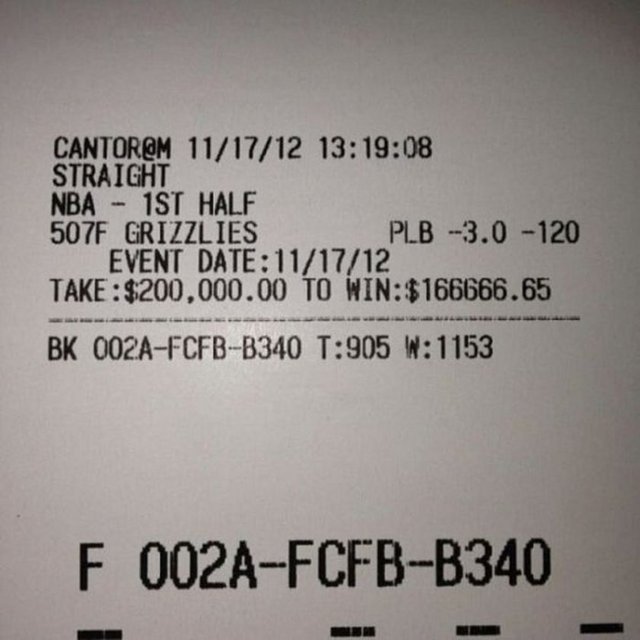 CANTOR@M 11/17/12 13:19:08
STRAIGHT
NBA - 1ST HALF
507F GRIZZLIES PLB -3.0 -120
EVENT DATE:11/17/12
TAKE:$200,000.00 TO WIN:$166666.65
BK 002A-FCFB-B340 T:905 W:1153
F 002A-FCFB-B340